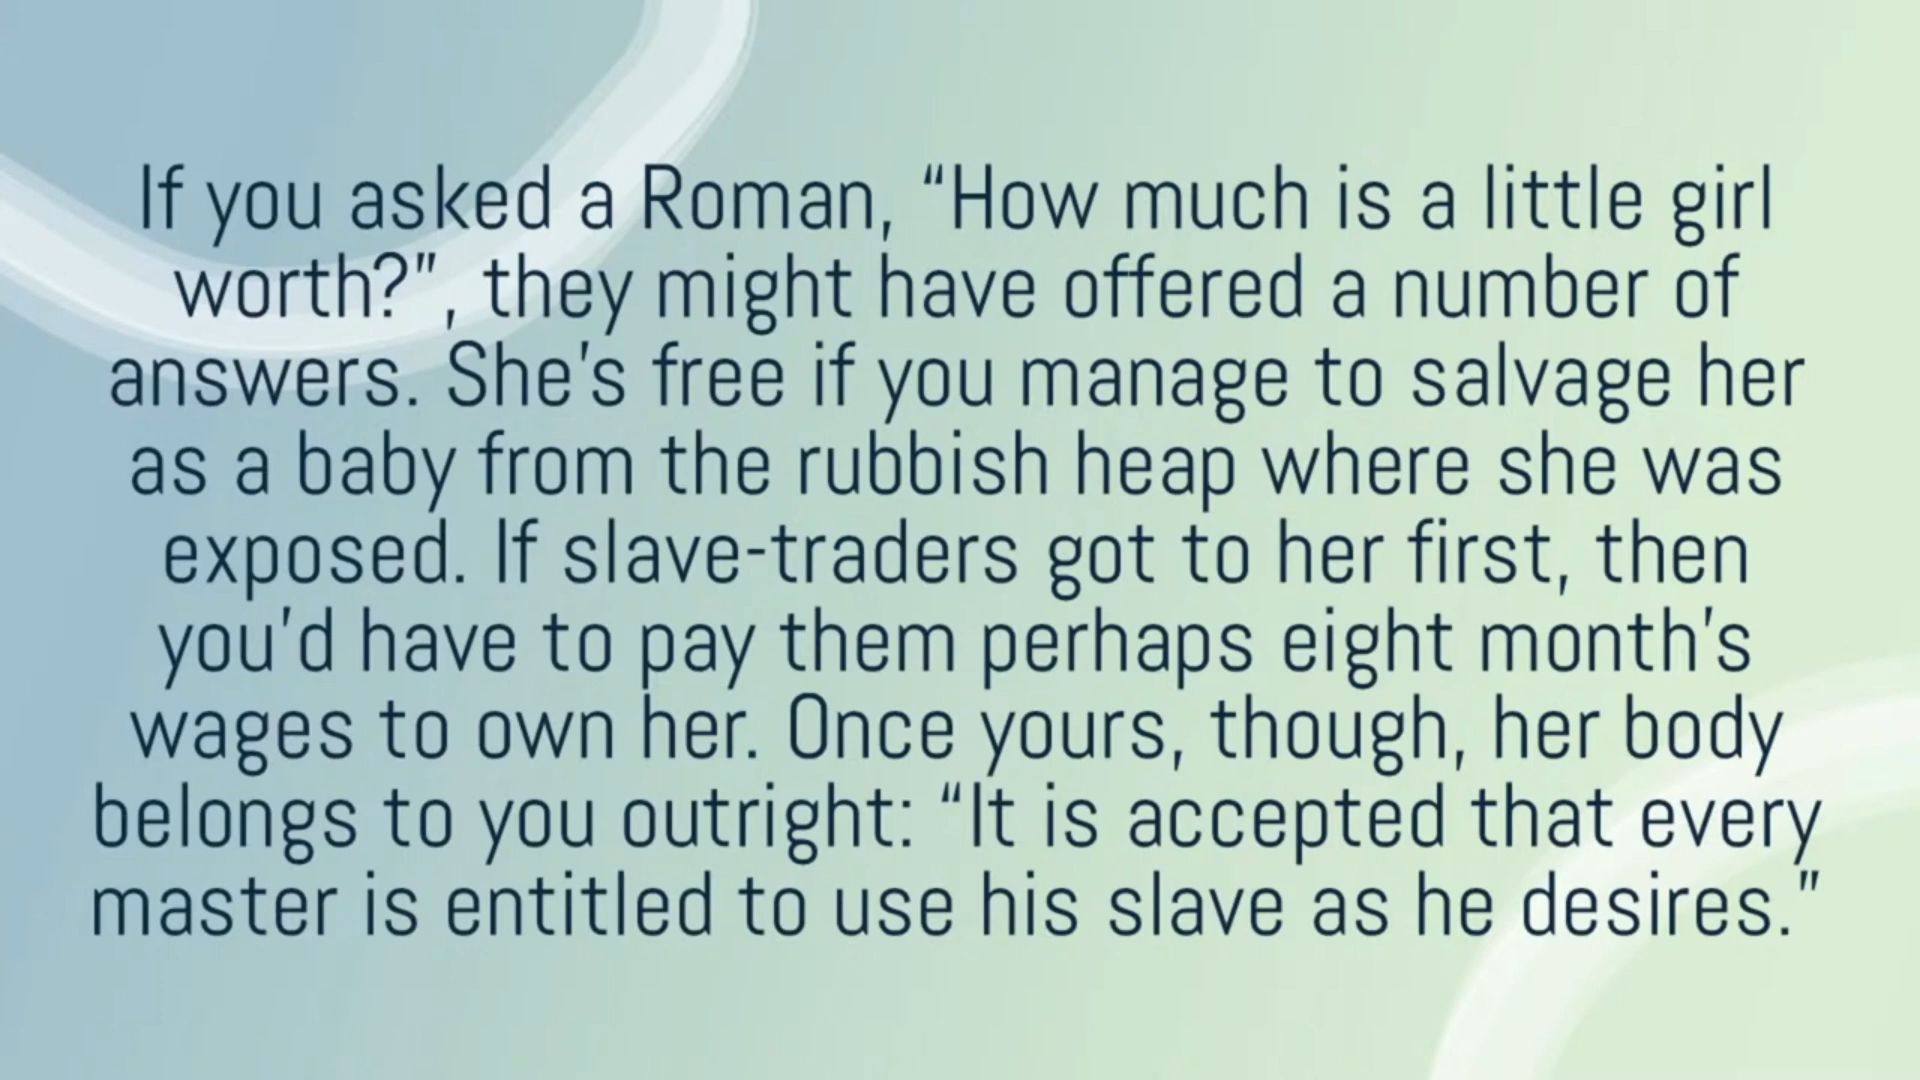 If you asked a Roman, “How much is a little girl
worth?”, they might have offered a number of
answers. She’s free if you manage to salvage her
as a baby from the rubbish heap where she was
exposed. If slave-traders got to her first, then
you’d have to pay them perhaps eight month’s
wages to own her. Once yours, though, her body
belongs to you outright: “It is accepted that every
master is entitled to use his slave as he desires.”